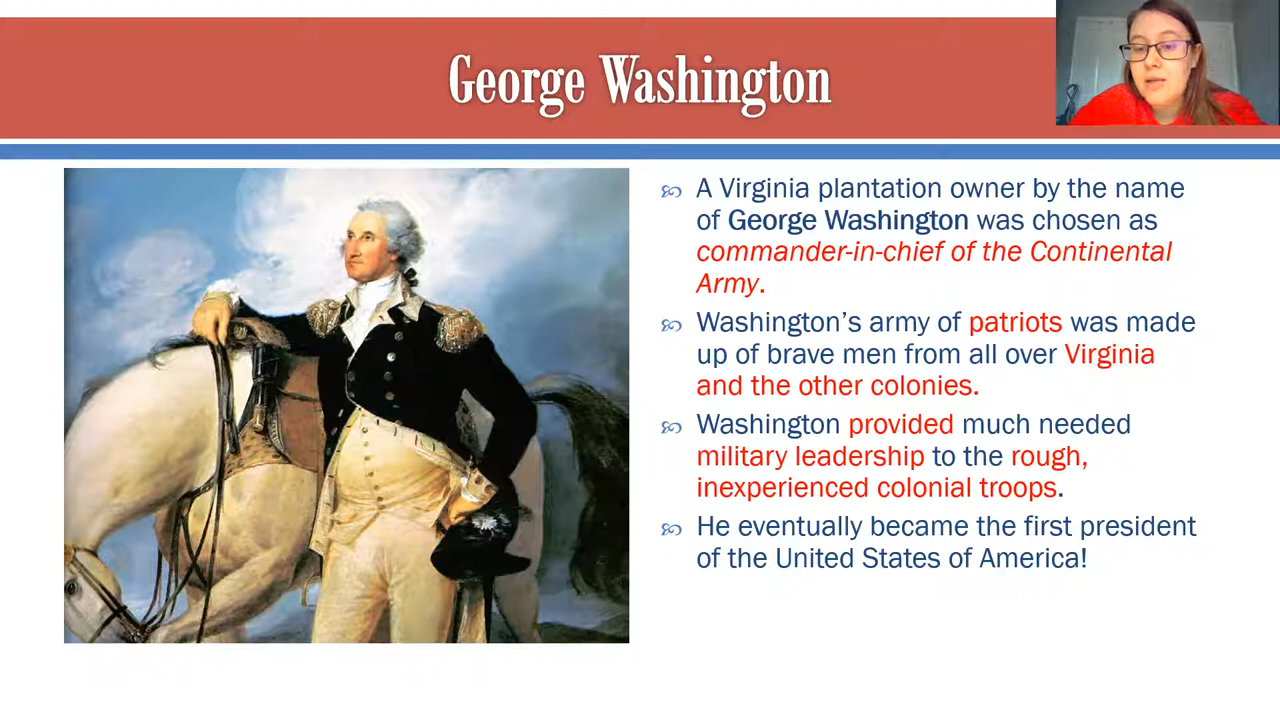 George Washington
A Virginia plantation owner by the name
of George Washington was chosen as
commander-in-chief of the Continental
Army.
Washington’s army of patriots was made
up of brave men from all over Virginia
and the other colonies.
Washington provided much needed
military leadership to the rough,
inexperienced colonial troops.
He eventually became the first president
of the United States of America!